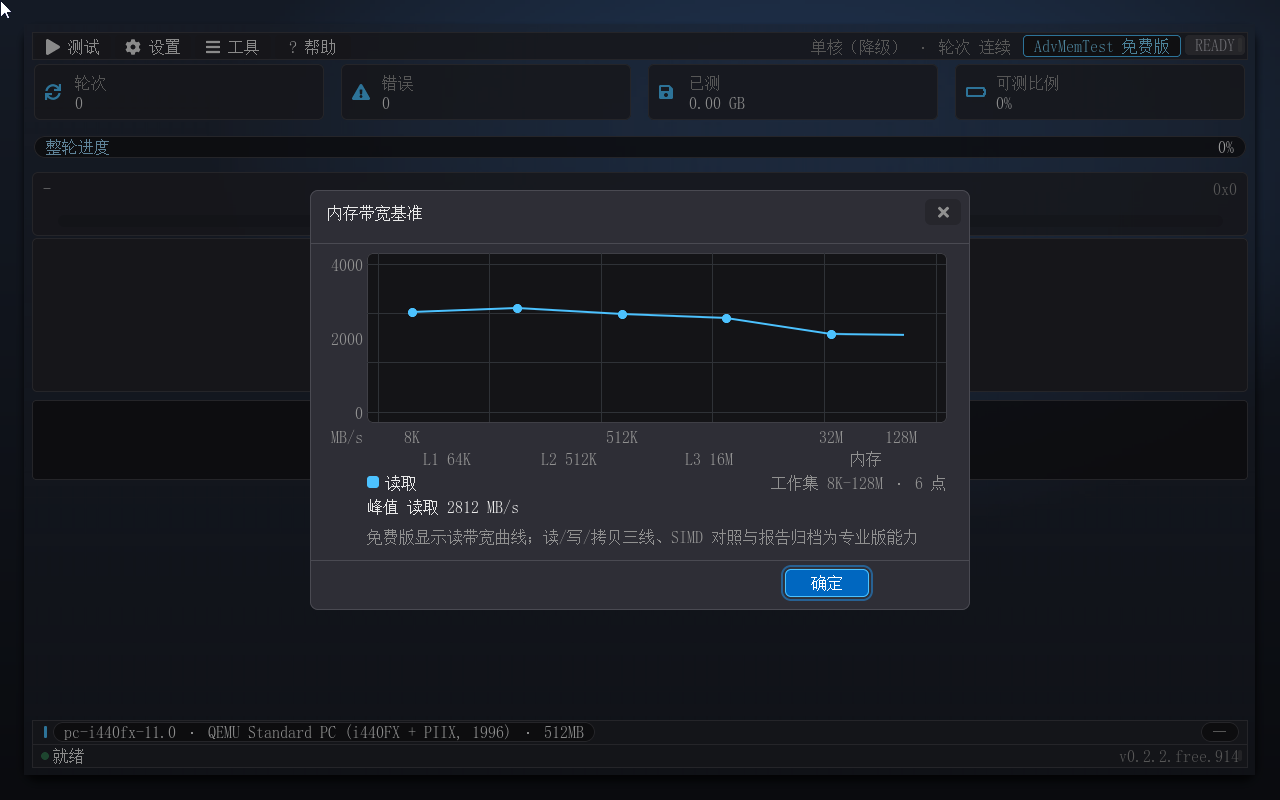 测试 设置 工具 ? 帮助 单核（降级） · 轮次 连续 AdvMemTest 免费版 READY
轮次 错误 已测 可测比例
0 0 0.00 GB 0%
整轮进度 0%
— 0x0
内存带宽基准
4000
2000
0
MB/s 8K 512K 32M 128M
L1 64K L2 512K L3 16M 内存
读取 工作集 8K-128M · 6 点
峰值 读取 2812 MB/s
免费版显示读带宽曲线; 读/写/拷贝三线、SIMD 对照与报告归档为专业版能力
确定
pc-i440fx-11.0 · QEMU Standard PC (i440FX + PIIX, 1996) · 512MB —
就绪 v0.2.2.free.914